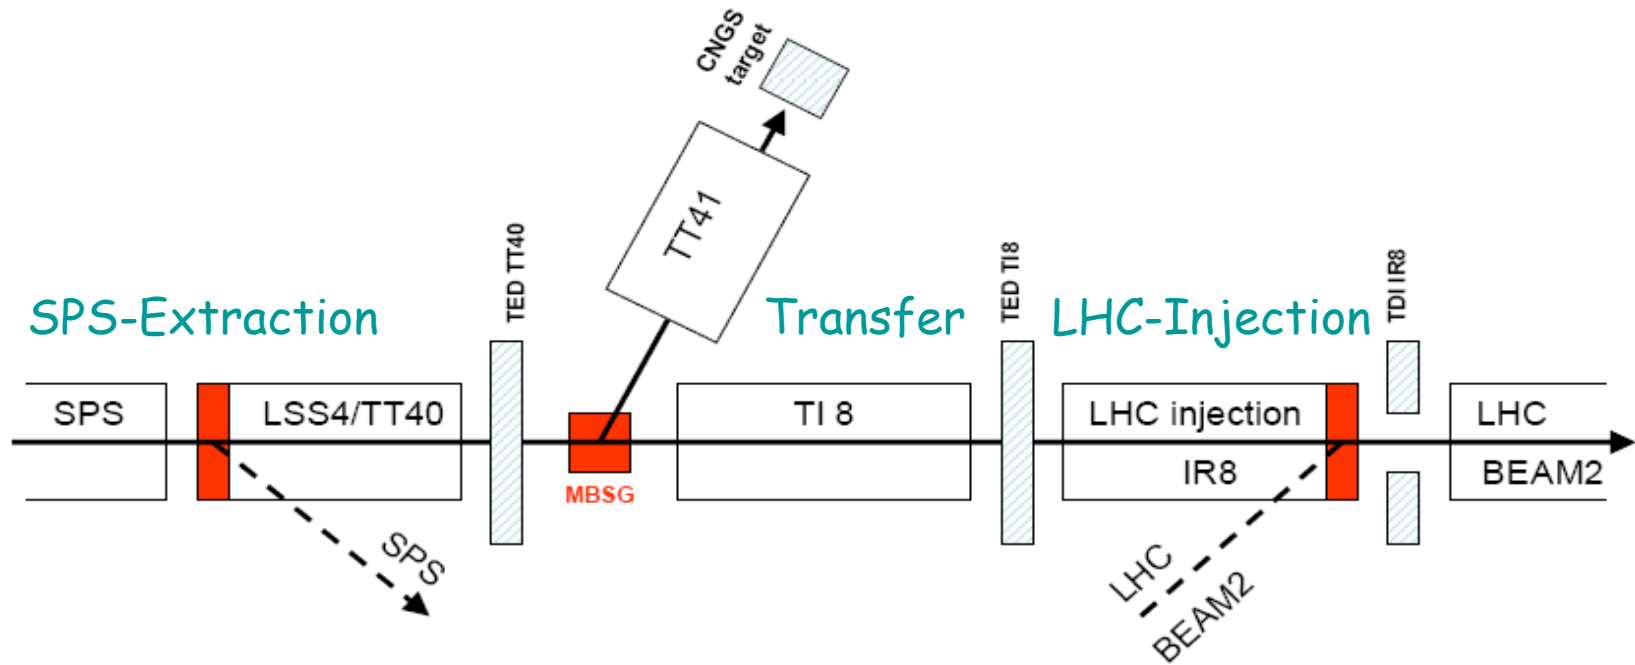 CNGS
target
TT41
TED TT40
TED TI8
TDI IR8
SPS-Extraction
Transfer
LHC-Injection
SPS
LSS4/TT40
TI 8
LHC injection
IR8
LHC
BEAM2
MBSG
SPS
LHC
BEAM2